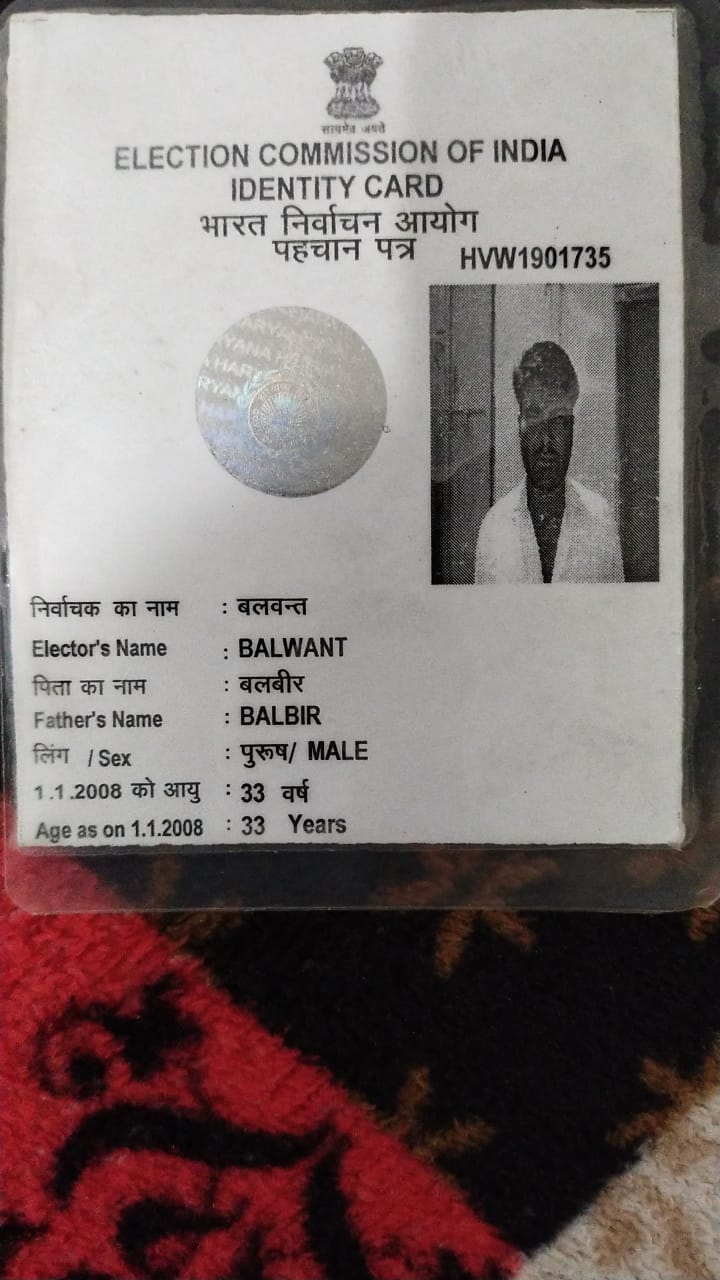 सत्यमेव जयते
ELECTION COMMISSION OF INDIA
IDENTITY CARD
भारत निर्वाचन आयोग
पहचान पत्र
HVW1901735
निर्वाचक का नाम : बलवन्त
Elector's Name : BALWANT
पिता का नाम : बलबीर
Father's Name : BALBIR
लिंग / Sex : पुरूष/ MALE
1.1.2008 को आयु : 33 वर्ष
Age as on 1.1.2008 : 33 Years